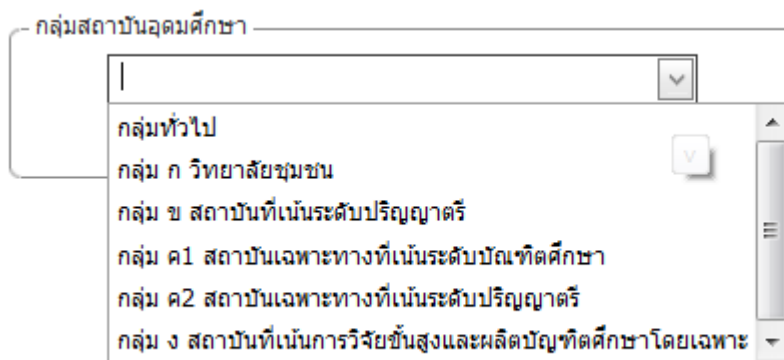 กลุ่มสถาบันอุดมศึกษา
กลุ่มทั่วไป
กลุ่ม ก วิทยาลัยชุมชน
กลุ่ม ข สถาบันที่เน้นระดับปริญญาตรี
กลุ่ม ค1 สถาบันเฉพาะทางที่เน้นระดับบัณฑิตศึกษา
กลุ่ม ค2 สถาบันเฉพาะทางที่เน้นระดับปริญญาตรี
กลุ่ม ง สถาบันที่เน้นการวิจัยขั้นสูงและผลิตบัญฑิตศึกษาโดยเฉพาะ